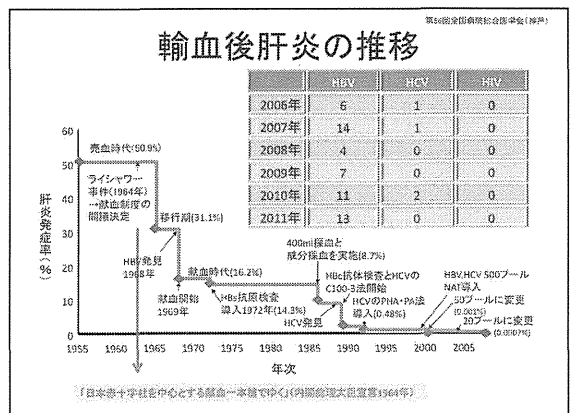 第60回全国病院総合医学会(神戸)
輸血後肝炎の推移
HBV HCV HIV
2006年 6 1 0
2007年 14 1 0
2008年 4 0 0
2009年 7 0 0
2010年 11 2 0
2011年 13 0 0
肝炎発症率(%)
60
50
40
30
20
10
0
売血時代(50.9%)
ライシャワー
事件(1964年)
→献血制度の
閣議決定
移行期(31.1%)
HBV発見
1968年
献血開始
1969年
献血時代(16.2%)
HBs抗原検査
導入1972年(14.3%)
400ml採血と
成分採血を実施(8.7%)
HCV発見
HBc抗体検査とHCVの
C100-3法開始
HCVのPHA・PA法
導入(0.48%)
HBV,HCV 500プール
NAT導入
(0.001%)
50プールに変更
20プールに変更
(0.0007%)
1955 1960 1965 1970 1975 1980 1985 1990 1995 2000 2005
年次
「日本赤十字社を中心とする献血一本槍でゆく」(内閣総理大臣宣言1964年)